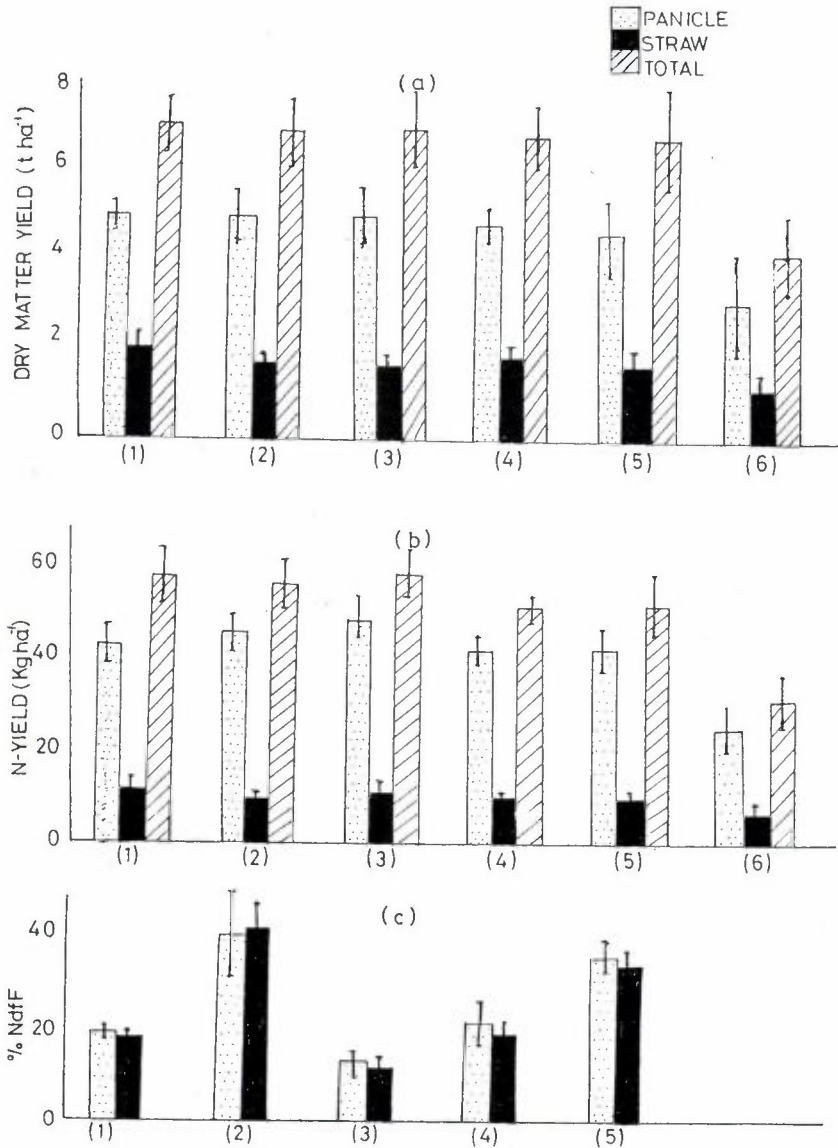 PANICLE
STRAW
TOTAL
(a)
DRY MATTER YIELD (t ha⁻¹)
8
6
4
2
0
(1) (2) (3) (4) (5) (6)
(b)
N-YIELD (Kg ha⁻¹)
60
40
20
0
(1) (2) (3) (4) (5) (6)
(c)
% NdfF
40
20
0
(1) (2) (3) (4) (5)